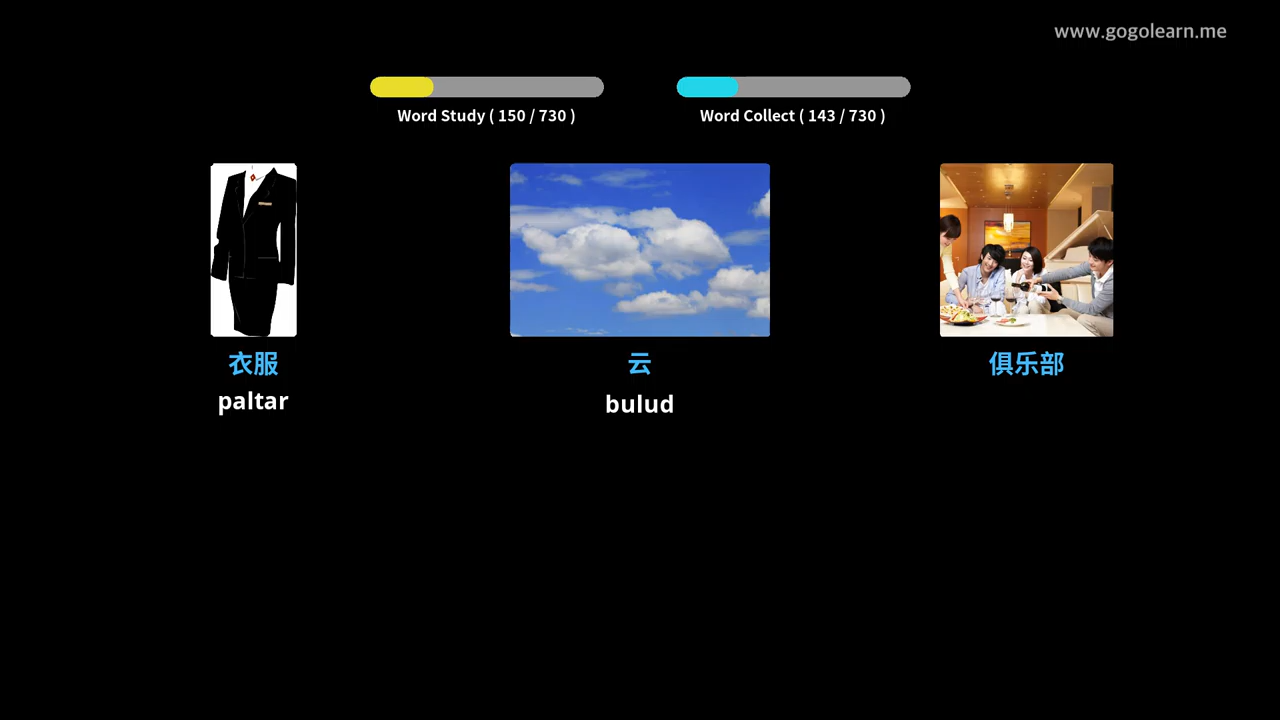 www.gogolearn.me
Word Study ( 150 / 730 )
Word Collect ( 143 / 730 )
衣服
云
俱乐部
paltar
bulud